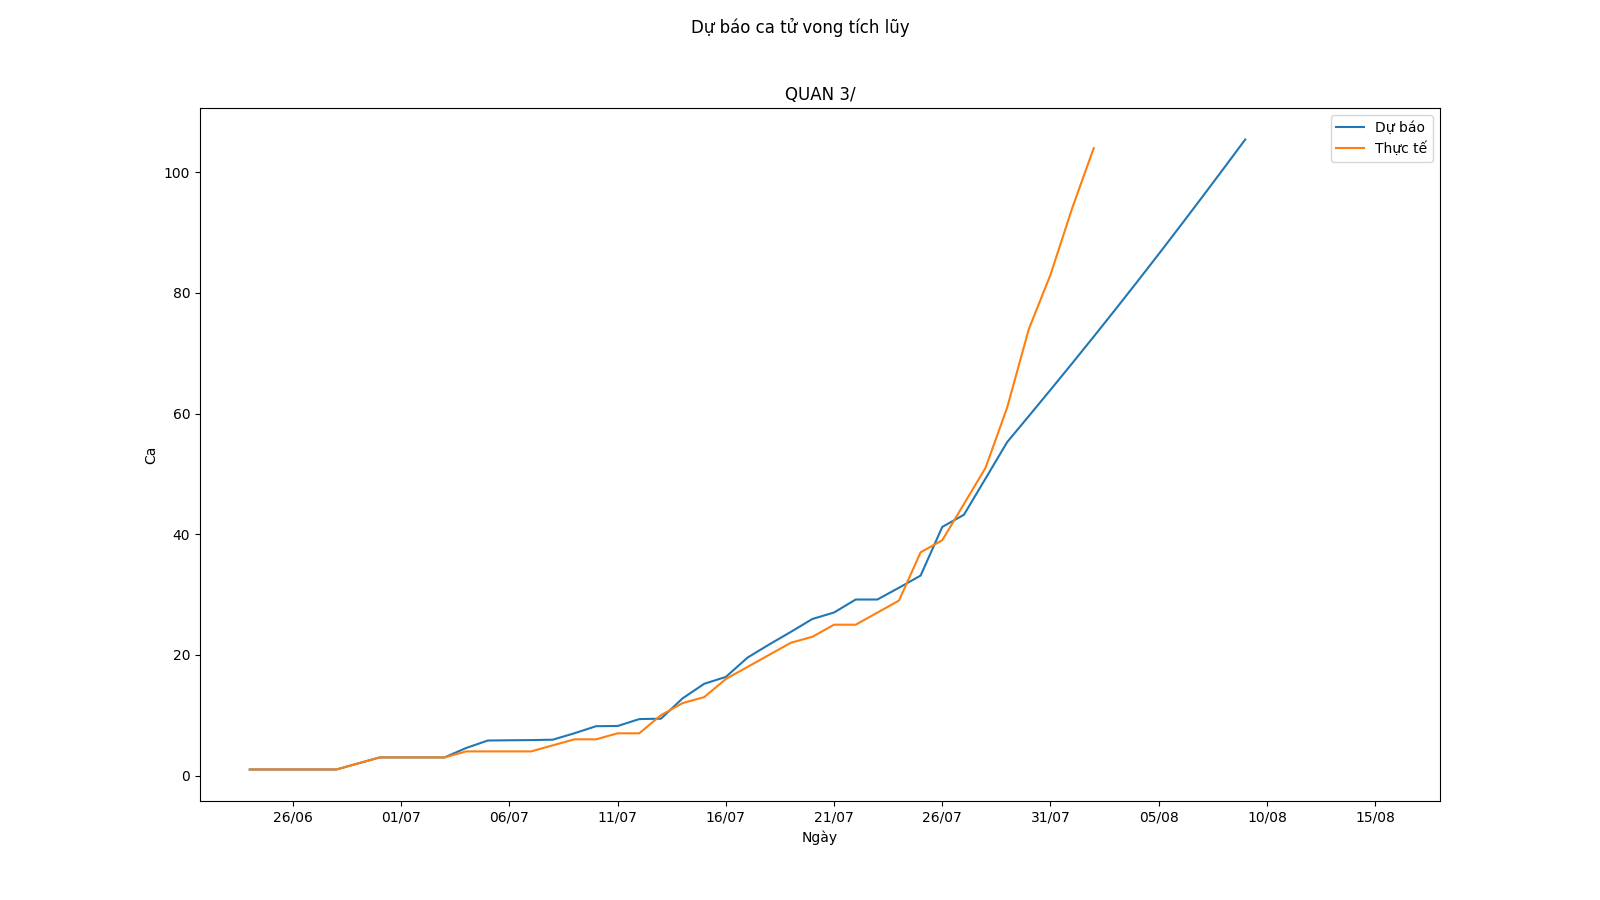 Dự báo ca tử vong tích lũy
QUAN 3/
Dự báo
Thực tế
100
80
60
40
20
0
Ca
26/06 01/07 06/07 11/07 16/07 21/07 26/07 31/07 05/08 10/08 15/08
Ngày